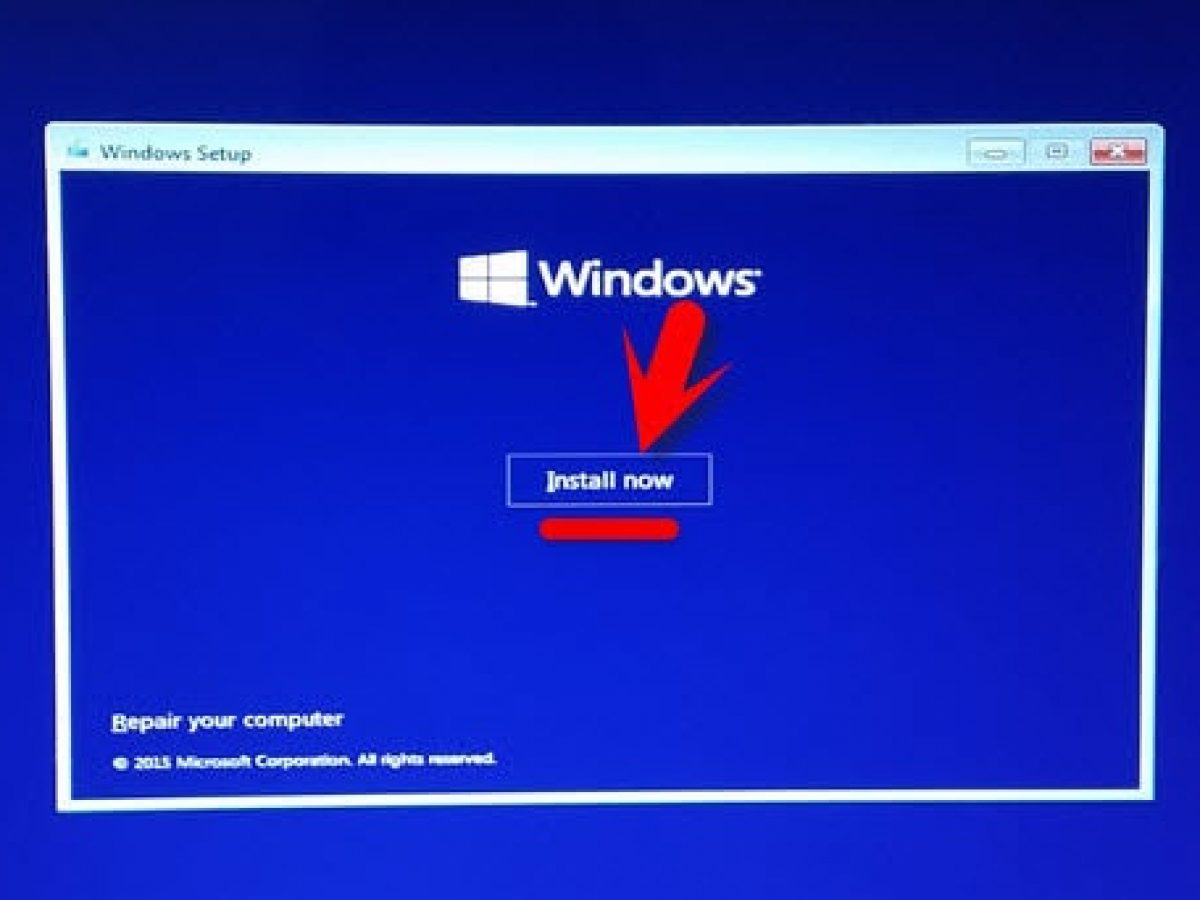 Windows Setup
Windows
Install now
Repair your computer
© 2015 Microsoft Corporation. All rights reserved.